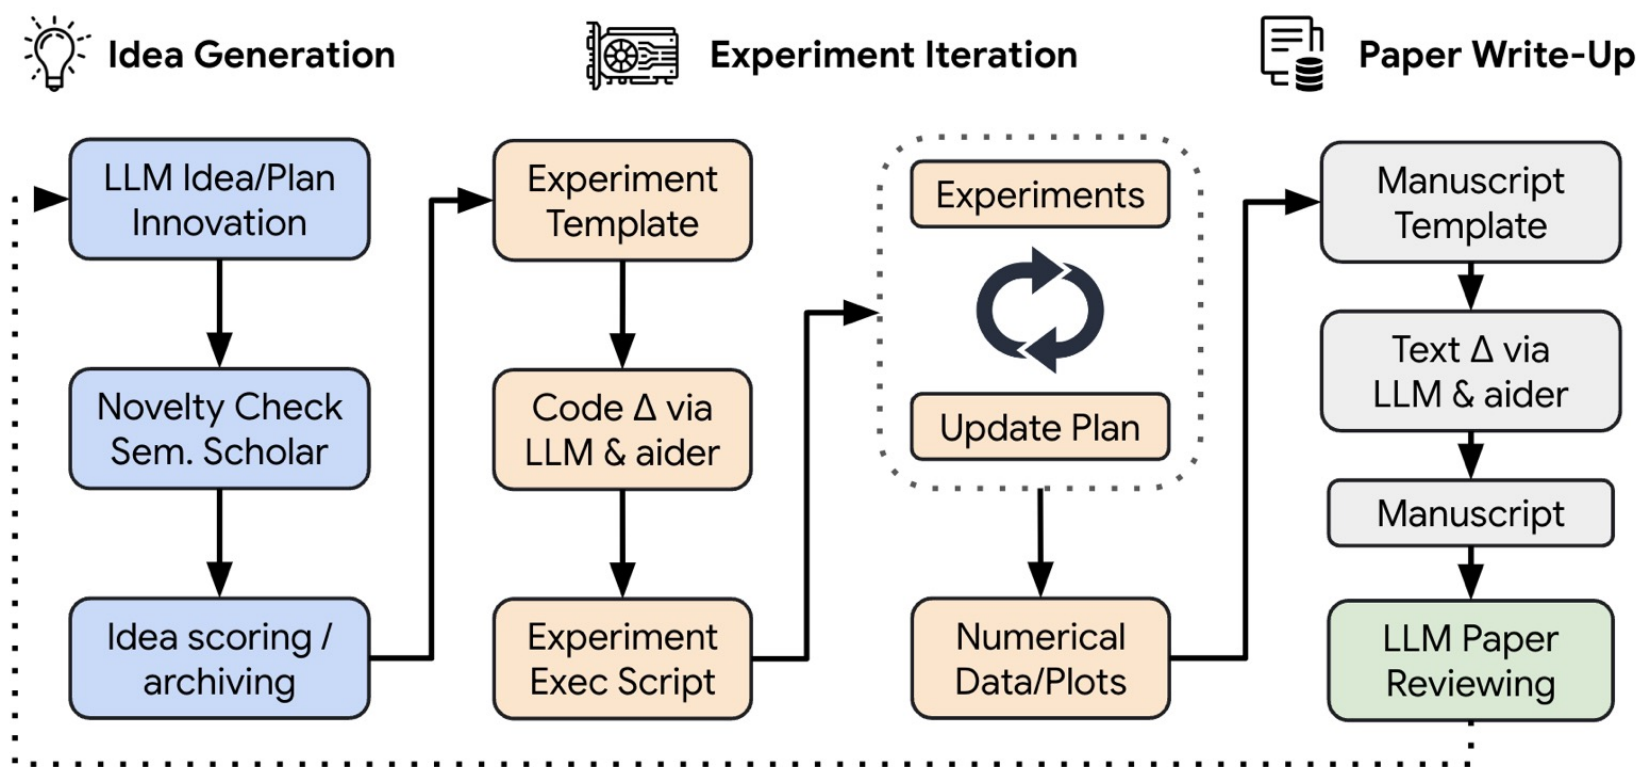 Idea Generation
Experiment Iteration
Paper Write-Up
LLM Idea/Plan
Innovation
Novelty Check
Sem. Scholar
Idea scoring /
archiving
Experiment
Template
Code Δ via
LLM & aider
Experiment
Exec Script
Experiments
Update Plan
Numerical
Data/Plots
Manuscript
Template
Text Δ via
LLM & aider
Manuscript
LLM Paper
Reviewing